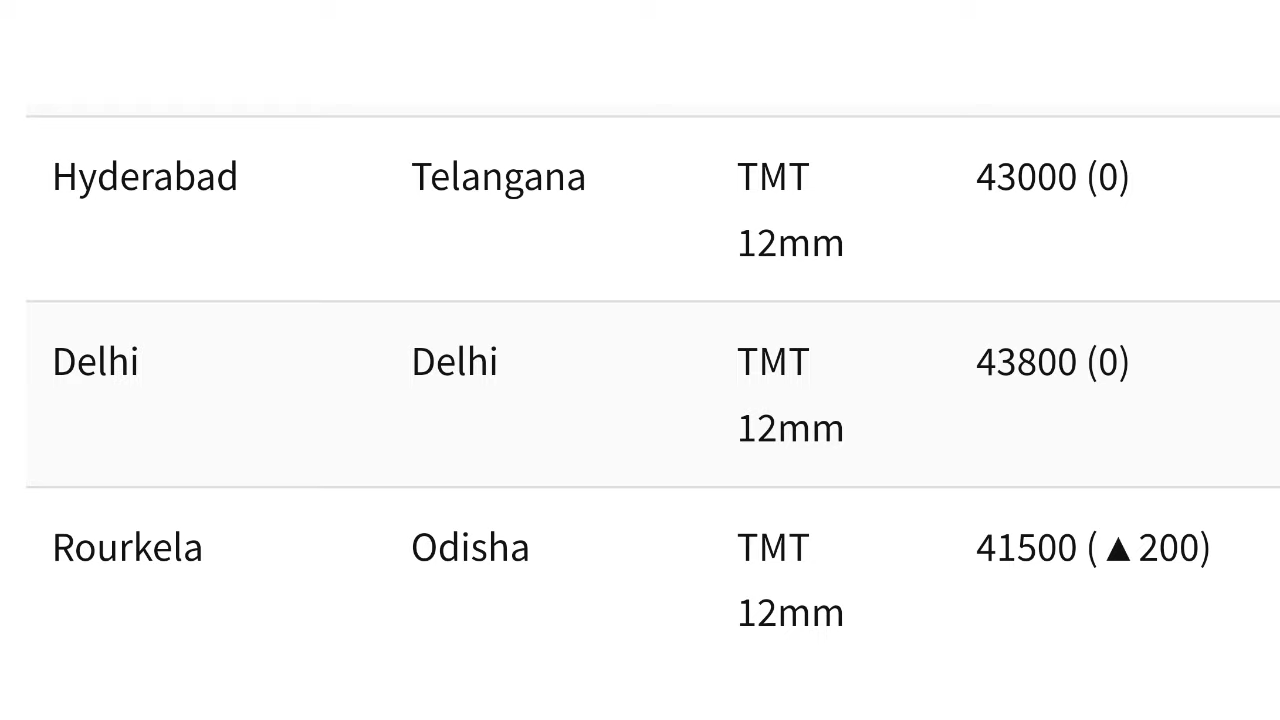 Hyderabad Telangana TMT 43000 (0)
12mm
Delhi Delhi TMT 43800 (0)
12mm
Rourkela Odisha TMT 41500 (▲200)
12mm